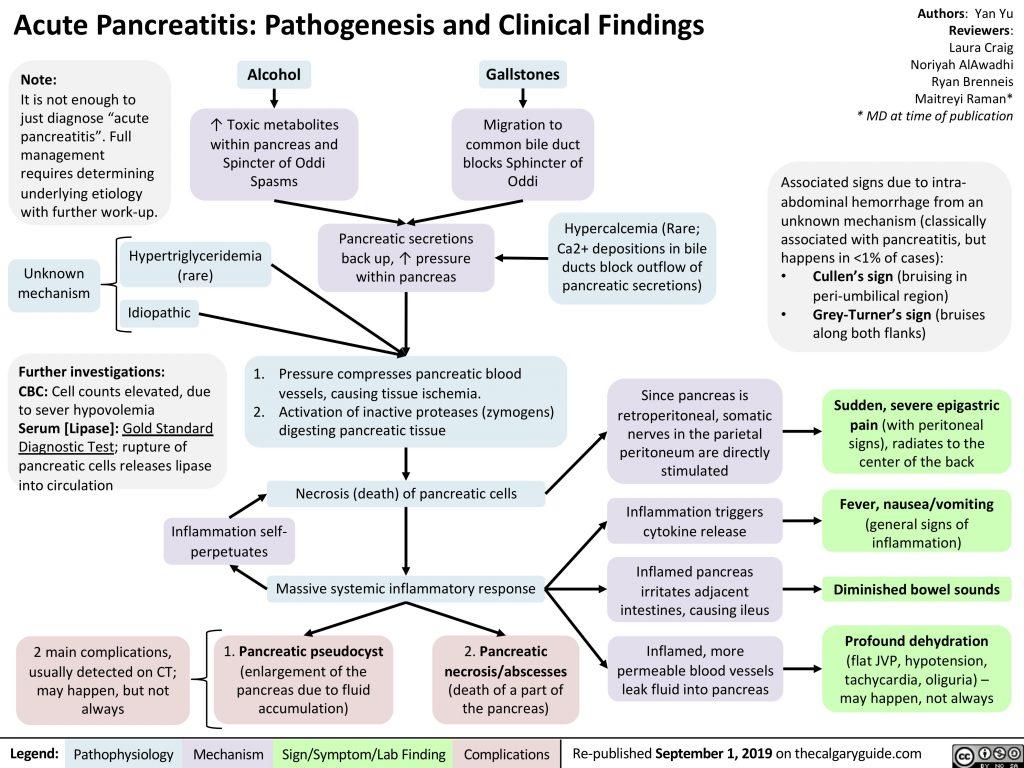 Acute Pancreatitis: Pathogenesis and Clinical Findings
Authors: Yan Yu
Reviewers:
Laura Craig
Noriyah AlAwadhi
Ryan Brenneis
Maitreyi Raman*
* MD at time of publication
Note:
It is not enough to
just diagnose “acute
pancreatitis”. Full
management
requires determining
underlying etiology
with further work-up.
Alcohol
Gallstones
↑ Toxic metabolites
within pancreas and
Spincter of Oddi
Spasms
Migration to
common bile duct
blocks Sphincter of
Oddi
Associated signs due to intra-
abdominal hemorrhage from an
unknown mechanism (classically
associated with pancreatitis, but
happens in <1% of cases):
• Cullen’s sign (bruising in
peri-umbilical region)
• Grey-Turner’s sign (bruises
along both flanks)
Unknown
mechanism
Hypertriglyceridemia
(rare)
Idiopathic
Pancreatic secretions
back up, ↑ pressure
within pancreas
Hypercalcemia (Rare;
Ca2+ depositions in bile
ducts block outflow of
pancreatic secretions)
Further investigations:
CBC: Cell counts elevated, due
to sever hypovolemia
Serum [Lipase]: Gold Standard
Diagnostic Test; rupture of
pancreatic cells releases lipase
into circulation
1. Pressure compresses pancreatic blood
vessels, causing tissue ischemia.
2. Activation of inactive proteases (zymogens)
digesting pancreatic tissue
Since pancreas is
retroperitoneal, somatic
nerves in the parietal
peritoneum are directly
stimulated
Sudden, severe epigastric
pain (with peritoneal
signs), radiates to the
center of the back
Necrosis (death) of pancreatic cells
Inflammation self-
perpetuates
Inflammation triggers
cytokine release
Fever, nausea/vomiting
(general signs of
inflammation)
Massive systemic inflammatory response
Inflamed pancreas
irritates adjacent
intestines, causing ileus
Diminished bowel sounds
2 main complications,
usually detected on CT;
may happen, but not
always
1. Pancreatic pseudocyst
(enlargement of the
pancreas due to fluid
accumulation)
2. Pancreatic
necrosis/abscesses
(death of a part of
the pancreas)
Inflamed, more
permeable blood vessels
leak fluid into pancreas
Profound dehydration
(flat JVP, hypotension,
tachycardia, oliguria) –
may happen, not always
Legend: Pathophysiology Mechanism Sign/Symptom/Lab Finding Complications
Re-published September 1, 2019 on thecalgaryguide.com
cc
BY NC SA